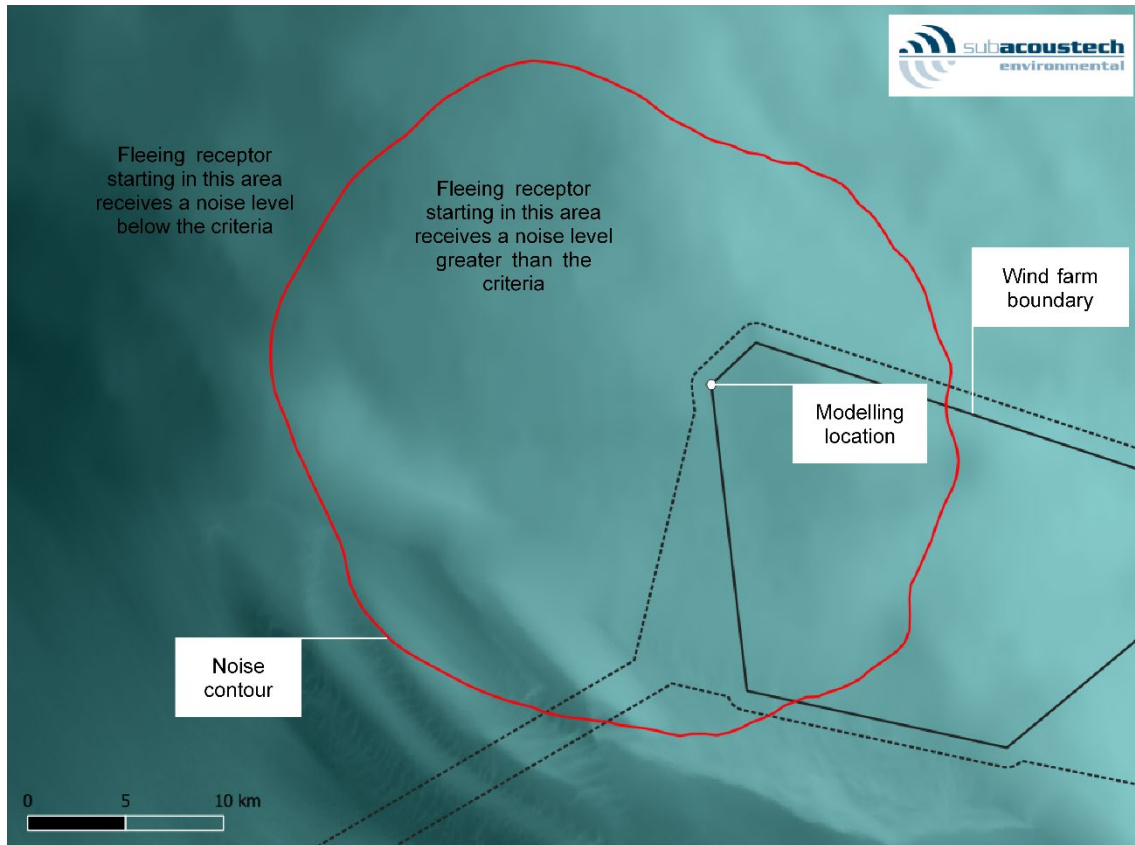 subacoustech
environmental
Fleeing receptor
starting in this area
receives a noise level
below the criteria
Fleeing receptor
starting in this area
receives a noise level
greater than the
criteria
Wind farm
boundary
Modelling
location
Noise
contour
0 5 10 km